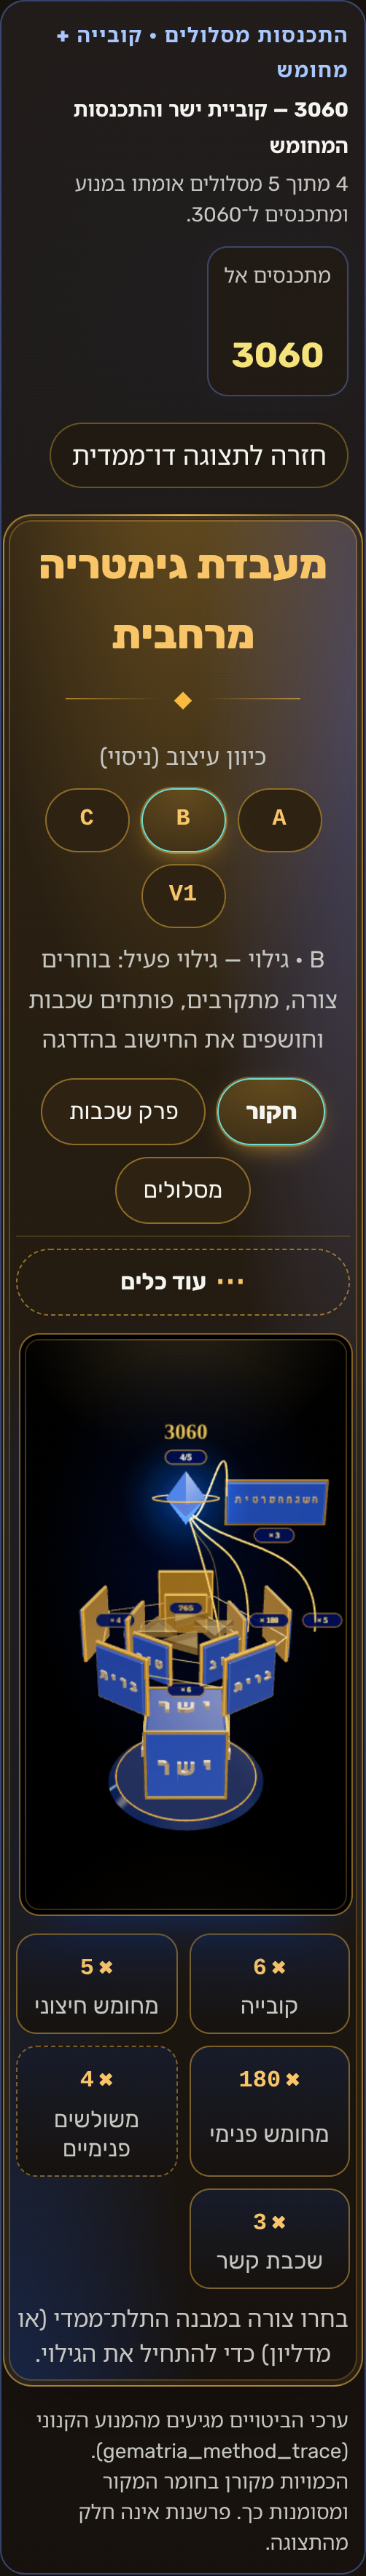 התכנסות מסלולים • קובייה +
מחומש
3060 – קוביית ישר והתכנסות
המחומש
4 מתוך 5 מסלולים אומתו במנוע
ומתכנסים ל־3060.
מתכנסים אל
3060
חזרה לתצוגה דו־ממדית
מעבדת גימטריה
מרחבית
כיוון עיצוב (ניסוי)
A
B
C
V1
B • גילוי – גילוי פעיל: בוחרים
צורה, מתקרבים, פותחים שכבות
וחושפים את החישוב בהדרגה
חקור
פרק שכבות
מסלולים
••• עוד כלים
3060
4/5
השגחהפרטית
×3
×4
765
×180
×5
ברית
ט
ב
ברית
×6
ישר
ישר
×6
קובייה
×5
מחומש חיצוני
×180
מחומש פנימי
×4
משולשים
פנימיים
×3
שכבת קשר
בחרו צורה במבנה התלת־ממדי (או
מדליון) כדי להתחיל את הגילוי.
ערכי הביטויים מגיעים מהמנוע הקנוני
(gematria_method_trace).
הכמויות מקורן בחומר המקור
ומסומנות כך. פרשנות אינה חלק
מהתצוגה.